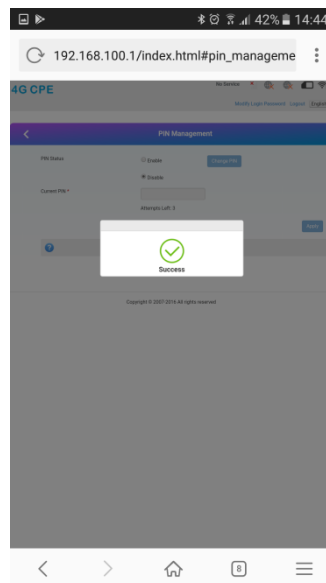 42% 14:44
192.168.100.1/index.html#pin_manageme
4G CPE
No Service
Modify Login Password Logout English
PIN Management
PIN Status
Enable
Change PIN
Disable
Current PIN *
Attempts Left: 3
Apply
Success
Copyright © 2007-2016 All rights reserved
8